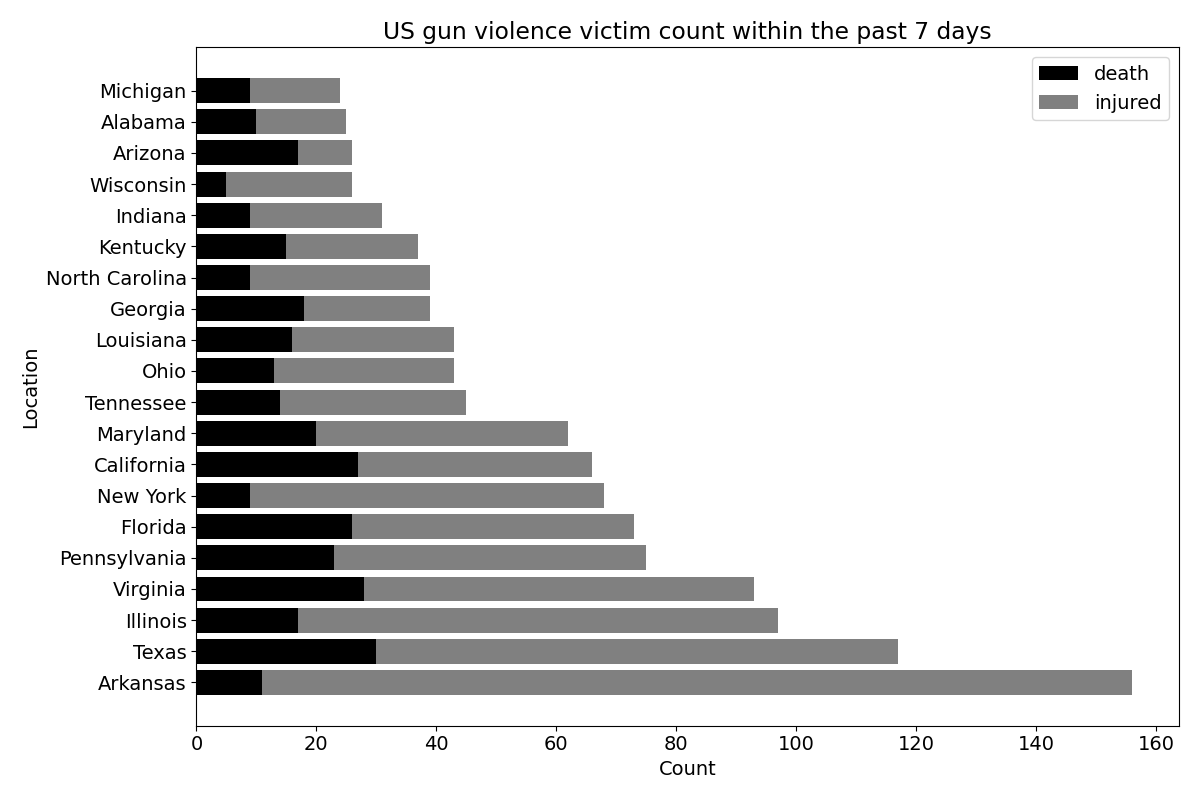 US gun violence victim count within the past 7 days
death
injured
Michigan
Alabama
Arizona
Wisconsin
Indiana
Kentucky
North Carolina
Georgia
Louisiana
Ohio
Tennessee
Maryland
California
New York
Florida
Pennsylvania
Virginia
Illinois
Texas
Arkansas
Location
0 20 40 60 80 100 120 140 160
Count